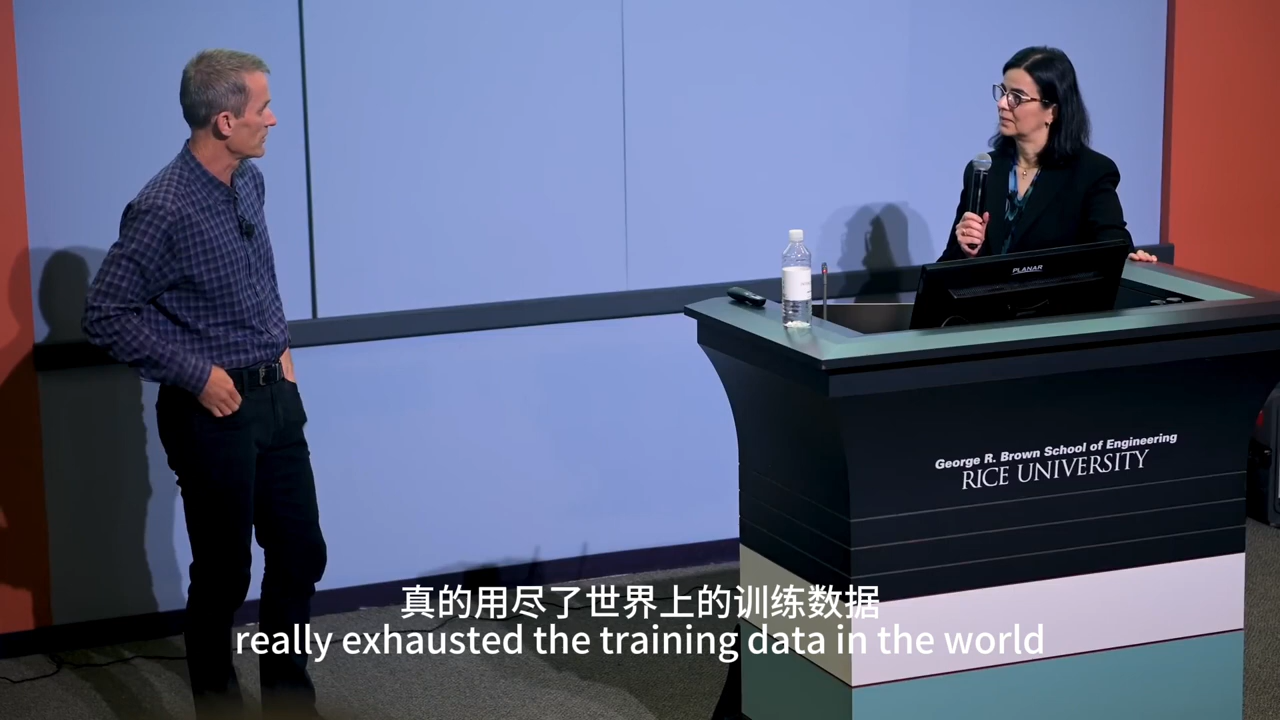 PLANAR
George R. Brown School of Engineering
RICE UNIVERSITY
真的用尽了世界上的训练数据
really exhausted the training data in the world